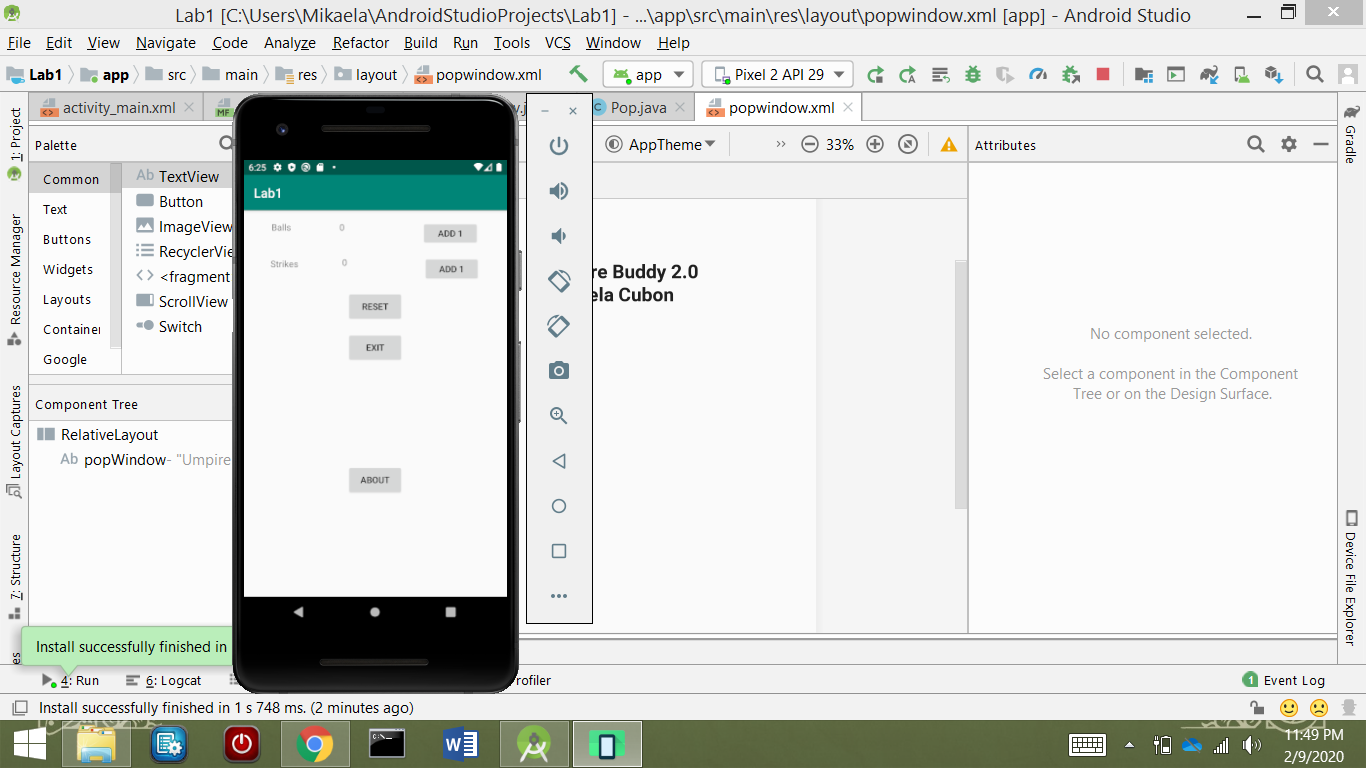 Lab1 [C:\Users\Mikaela\AndroidStudioProjects\Lab1] - ...\app\src\main\res\layout\popwindow.xml [app] - Android Studio
File Edit View Navigate Code Analyze Refactor Build Run Tools VCS Window Help
Lab1 app src main res layout popwindow.xml app Pixel 2 API 29
activity_main.xml MF Pop.java popwindow.xml
1: Project
Resource Manager
Layout Captures
7: Structure
Palette
Common
Text
Buttons
Widgets
Layouts
Container
Google
Ab TextView
Button
ImageView
RecyclerVie
<fragment
ScrollView
Switch
Component Tree
RelativeLayout
Ab popWindow- "Umpire
6:25
Lab1
Balls 0 ADD 1
Strikes 0 ADD 1
RESET
EXIT
ABOUT
AppTheme >> 33%
re Buddy 2.0
ela Cubon
Attributes
No component selected.
Select a component in the Component
Tree or on the Design Surface.
Gradle
Device File Explorer
Install successfully finished in
4: Run 6: Logcat rofiler 1 Event Log
Install successfully finished in 1 s 748 ms. (2 minutes ago)
11:49 PM
2/9/2020